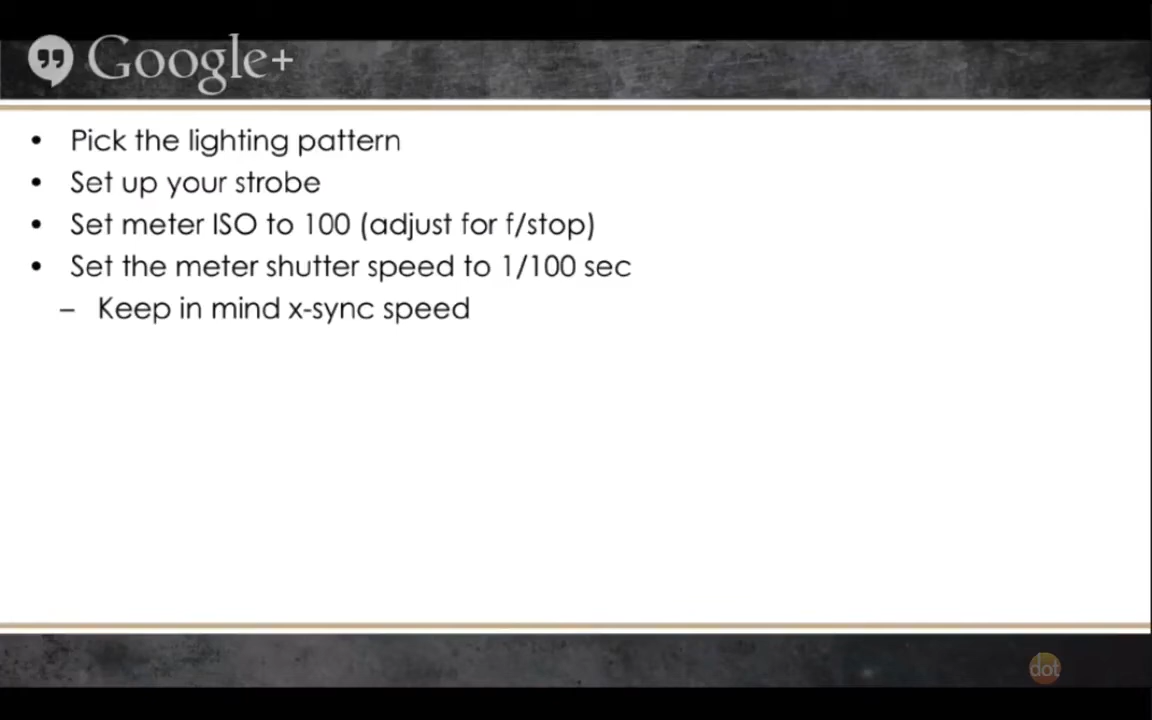 Google+
• Pick the lighting pattern
• Set up your strobe
• Set meter ISO to 100 (adjust for f/stop)
• Set the meter shutter speed to 1/100 sec
– Keep in mind x-sync speed
dot